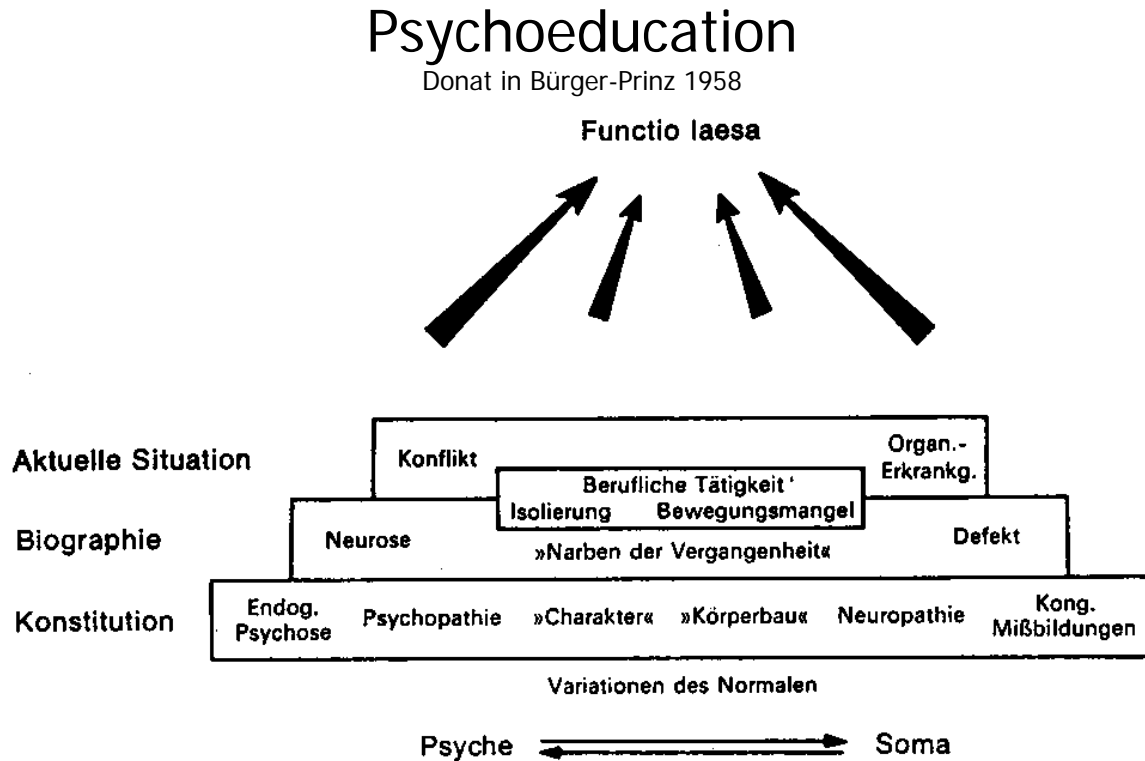 Psychoeducation
Donat in Bürger-Prinz 1958
Functio laesa
Aktuelle Situation
Konflikt
Organ.-
Erkrankg.
Berufliche Tätigkeit '
Isolierung Bewegungsmangel
Biographie
Neurose
»Narben der Vergangenheit«
Defekt
Konstitution
Endog.
Psychose
Psychopathie
»Charakter«
»Körperbau«
Neuropathie
Kong.
Mißbildungen
Variationen des Normalen
Psyche
Soma